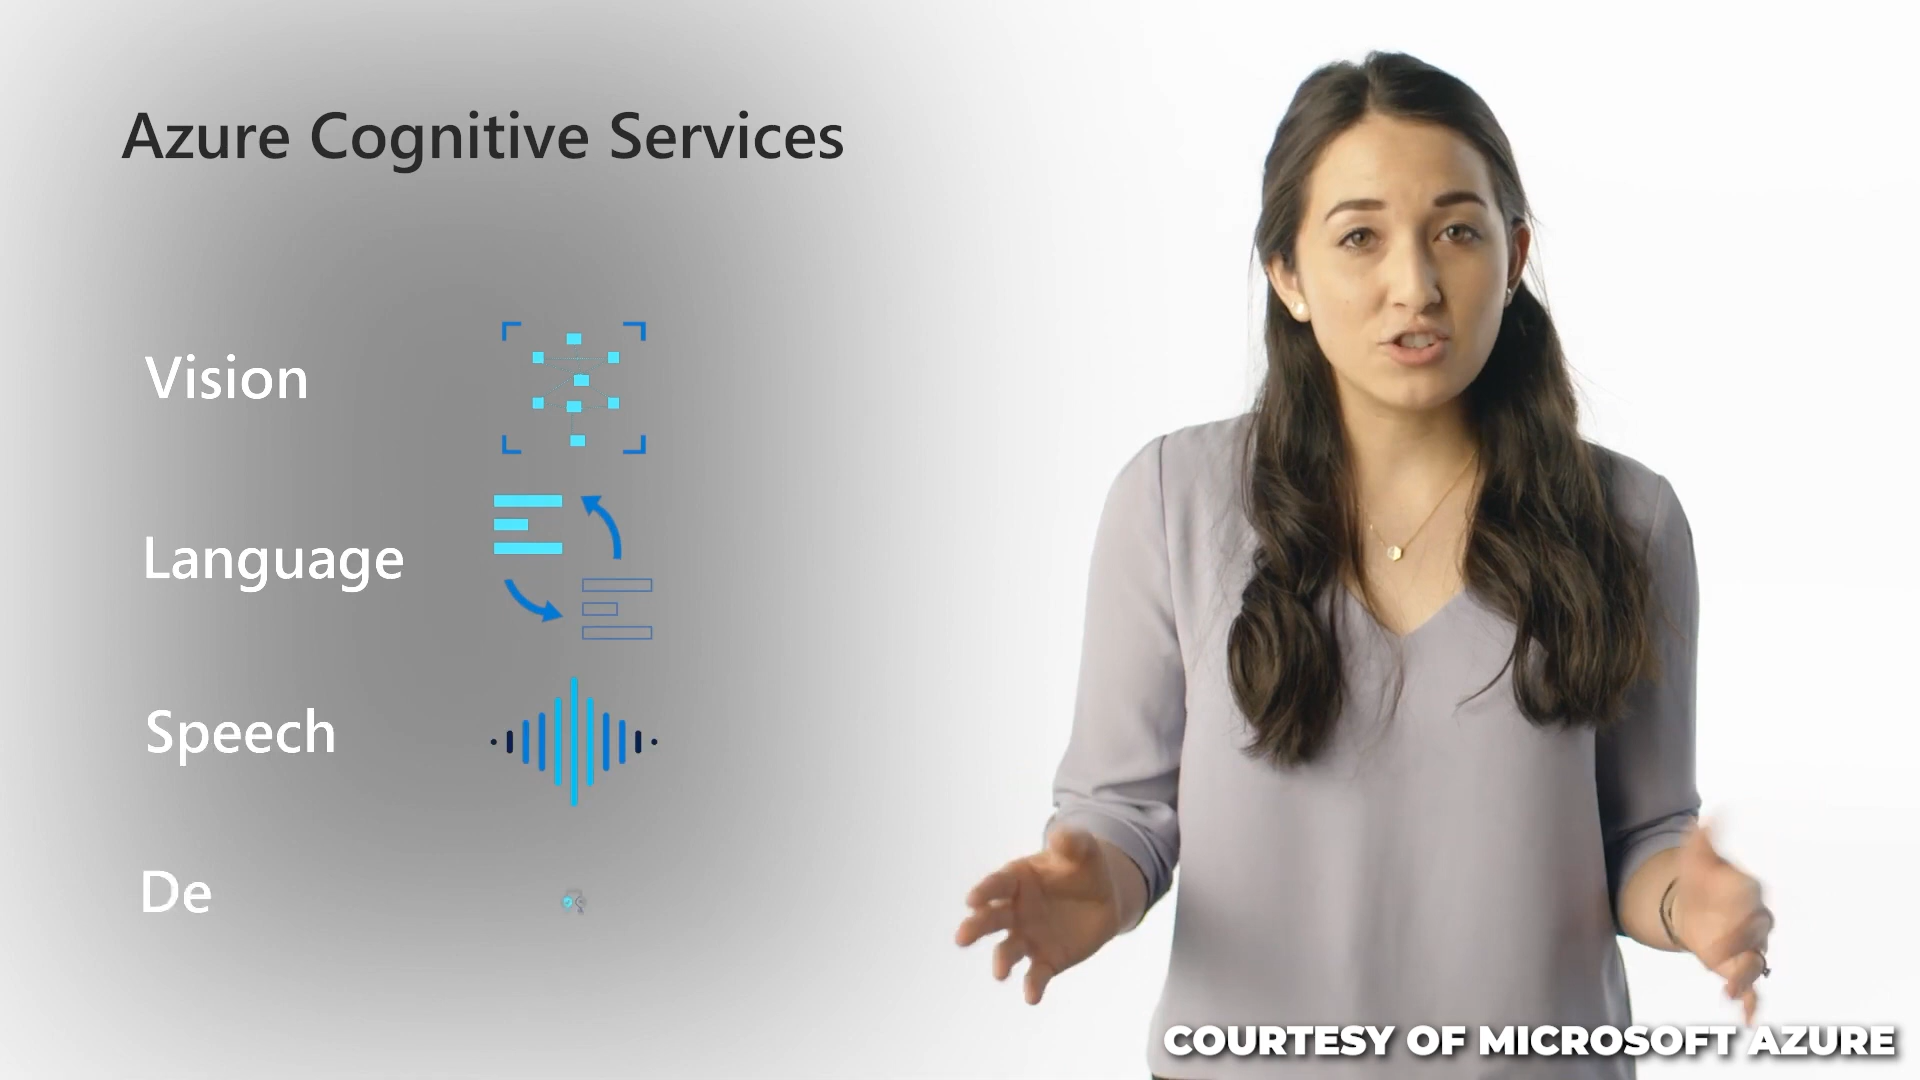 Azure Cognitive Services
Vision
Language
Speech
De
COURTESY OF MICROSOFT AZURE